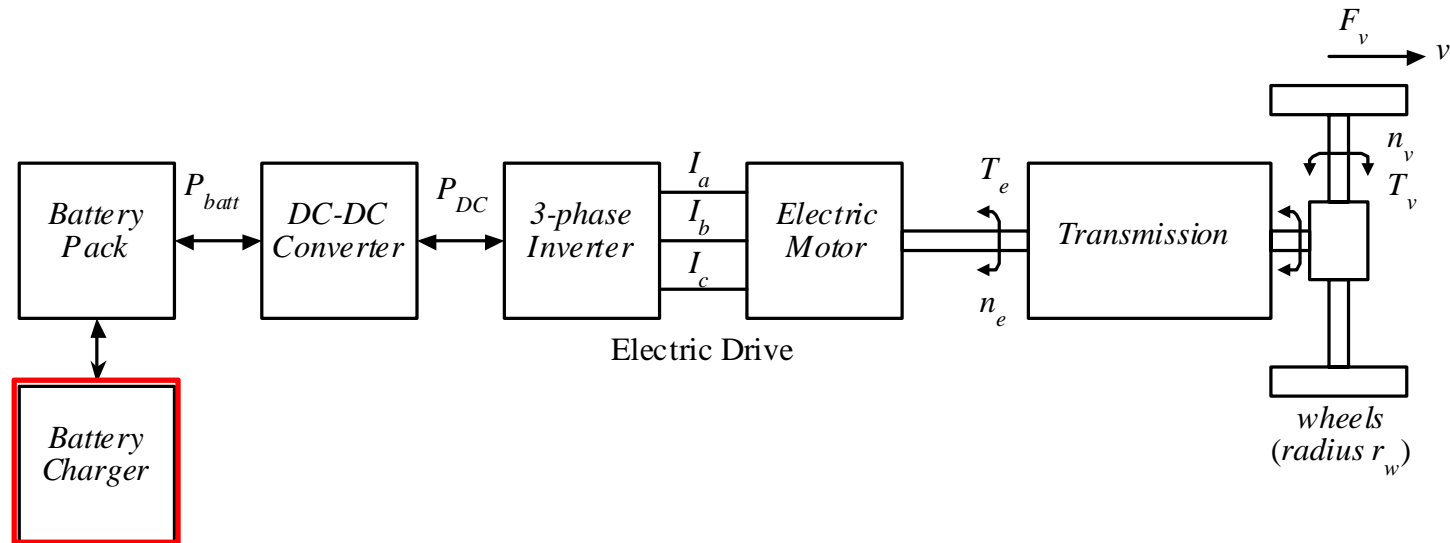 F_v
v
n_v
T_v
Battery
Pack
P_batt
DC-DC
Converter
P_DC
3-phase
Inverter
I_a
I_b
I_c
Electric
Motor
T_e
n_e
Transmission
Electric Drive
Battery
Charger
wheels
(radius r_w)